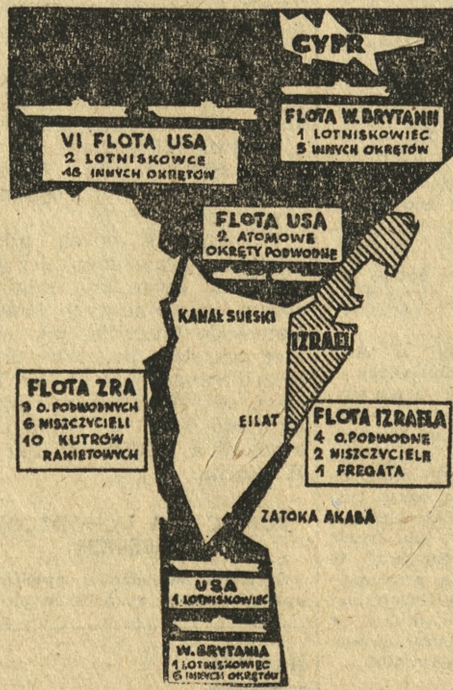 CYPR
FLOTA W. BRYTANII
1 LOTNISKOWIEC
5 INNYCH OKRĘTÓW
VI FLOTA USA
2 LOTNISKOWCE
15 INNYCH OKRĘTÓW
FLOTA USA
2 ATOMOWE
OKRĘTY PODWODNE
KANAŁ SUESKI
IZRAEL
FLOTA ZRA
9 O. PODWODNYCH
6 NISZCZYCIELI
10 KUTRÓW
RAKIETOWYCH
EILAT
FLOTA IZRAELA
4 O. PODWODNE
2 NISZCZYCIELE
1 FREGATA
ZATOKA AKABA
USA
1 LOTNISKOWIEC
W. BRYTANIA
1 LOTNISKOWIEC
6 INNYCH OKRĘTÓW